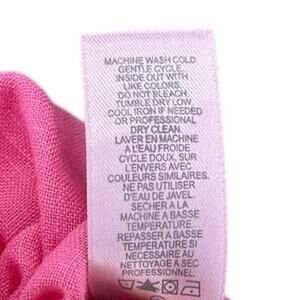 MACHINE WASH COLD
GENTLE CYCLE,
INSIDE OUT WITH
LIKE COLORS.
DO NOT BLEACH.
TUMBLE DRY LOW.
COOL IRON IF NEEDED
OR PROFESSIONAL
DRY CLEAN.
LAVER EN MACHINE
A L'EAU FROIDE
CYCLE DOUX, SUR
L'ENVERS AVEC
COULEURS SIMILAIRES.
NE PAS UTILISER
D'EAU DE JAVEL.
SECHER A LA
MACHINE A BASSE
TEMPERATURE.
REPASSER A BASSE
TEMPERATURE SI
NECESSAIRE AU
NETTOYAGE A SEC
PROFESSIONNEL.